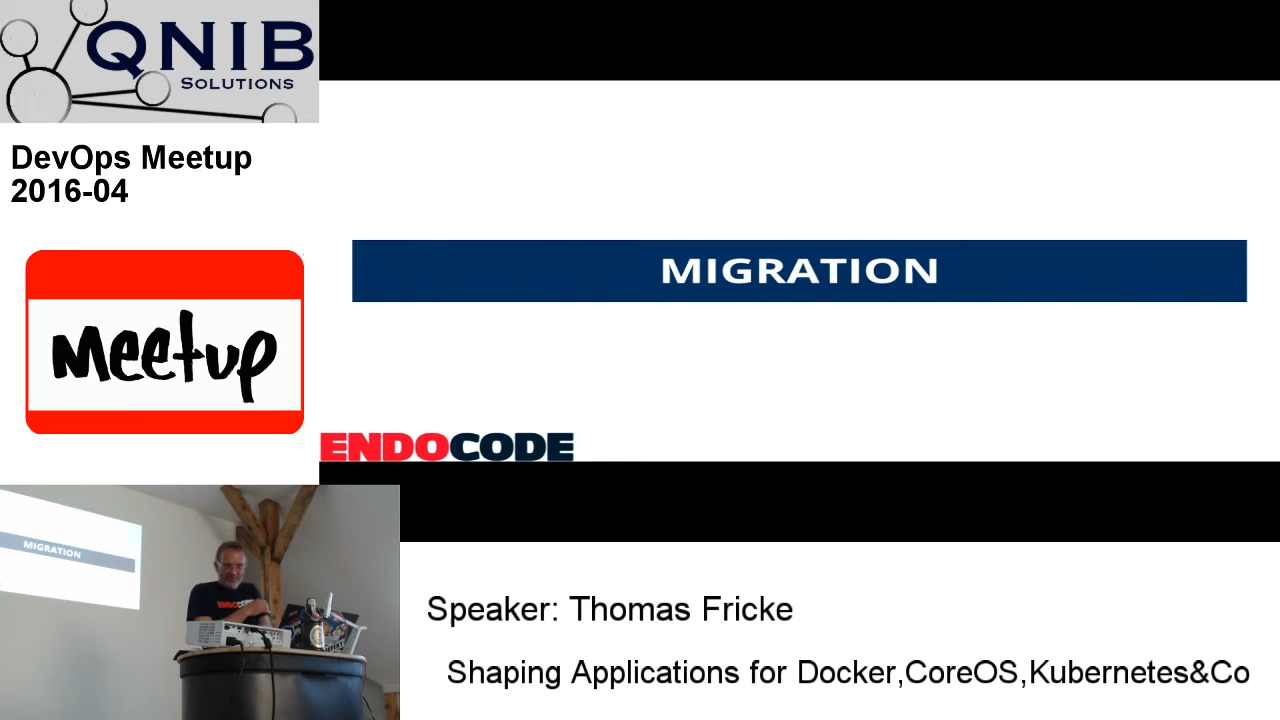 QNIB
SOLUTIONS
DevOps Meetup
2016-04
Meetup
MIGRATION
ENDOCODE
MIGRATION
ENDOCODE
Speaker: Thomas Fricke
Shaping Applications for Docker,CoreOS,Kubernetes&Co